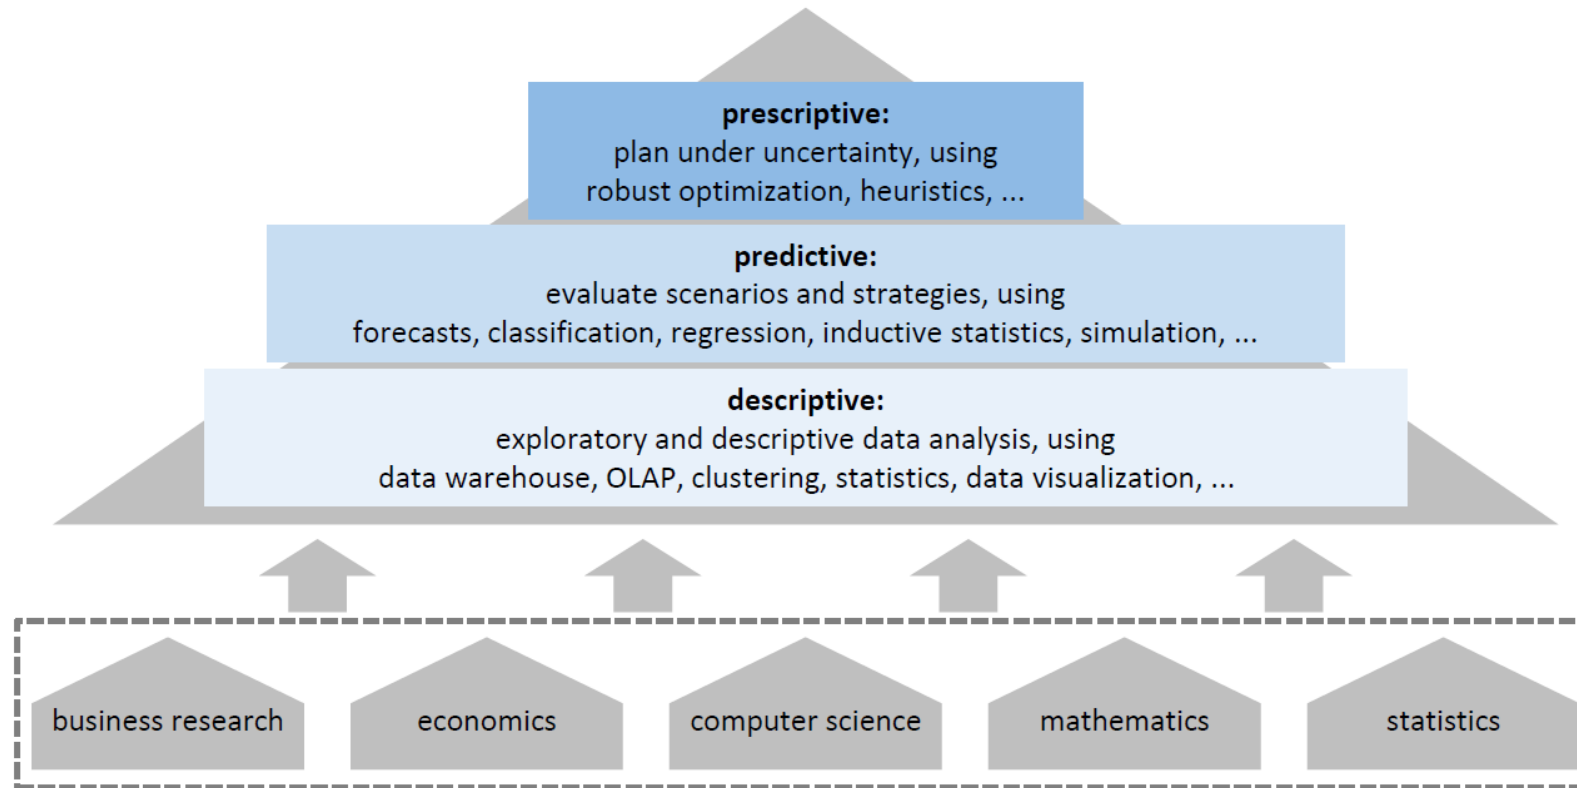 prescriptive:
plan under uncertainty, using
robust optimization, heuristics, ...
predictive:
evaluate scenarios and strategies, using
forecasts, classification, regression, inductive statistics, simulation, ...
descriptive:
exploratory and descriptive data analysis, using
data warehouse, OLAP, clustering, statistics, data visualization, ...
business research
economics
computer science
mathematics
statistics